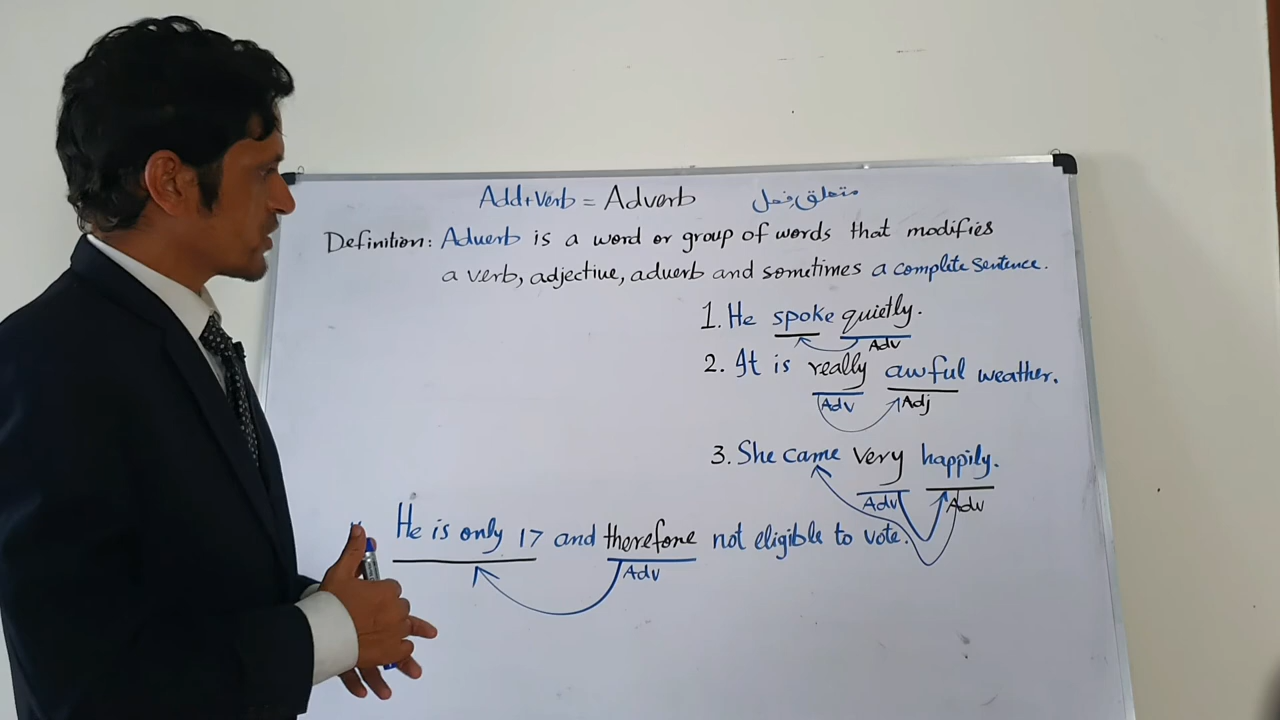 Add+Verb = Adverb متعلق فعل
Definition: Adverb is a word or group of words that modifies
a verb, adjective, adverb and sometimes a complete sentence.
1. He spoke quietly.
Adv
2. It is really awful weather.
Adv Adj
3. She came very happily.
Adv Adv
He is only 17 and therefore not eligible to vote.
Adv